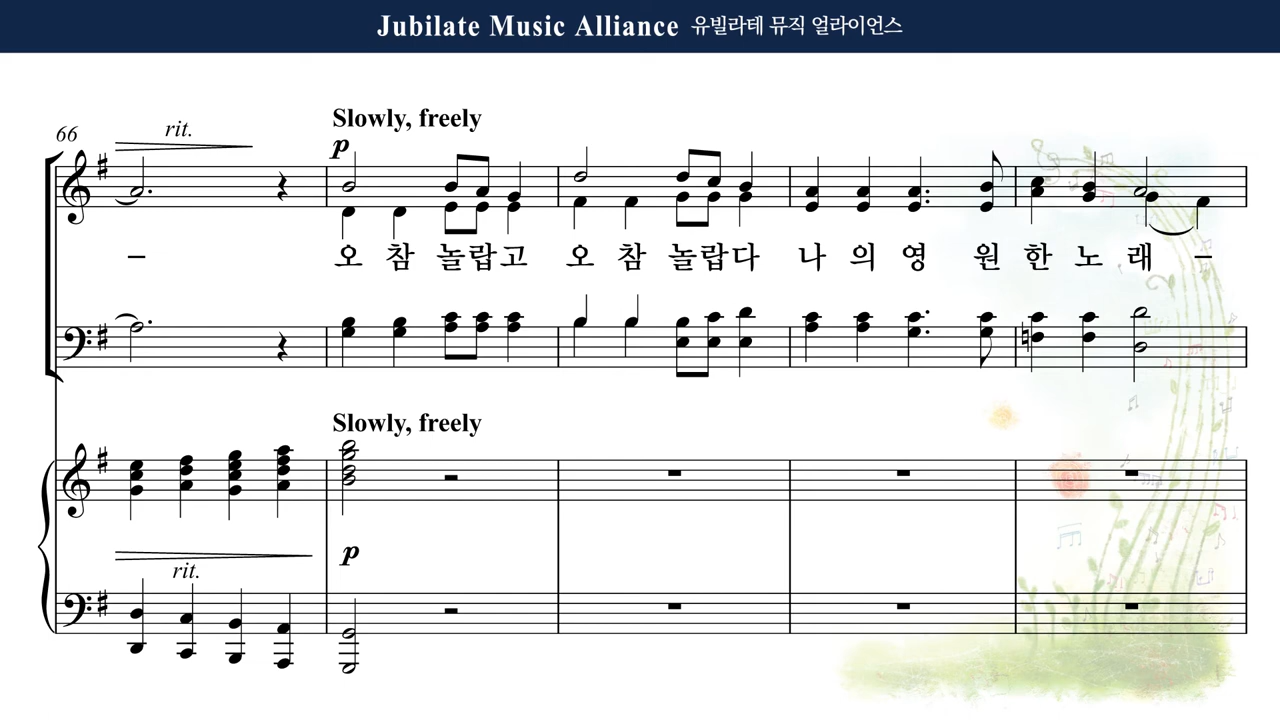 Jubilate Music Alliance 유빌라테 뮤직 얼라이언스
Slowly, freely
66 rit.
p
– 오 참 놀랍고 오 참 놀랍다 나 의 영 원 한 노 래 –
Slowly, freely
p
rit.